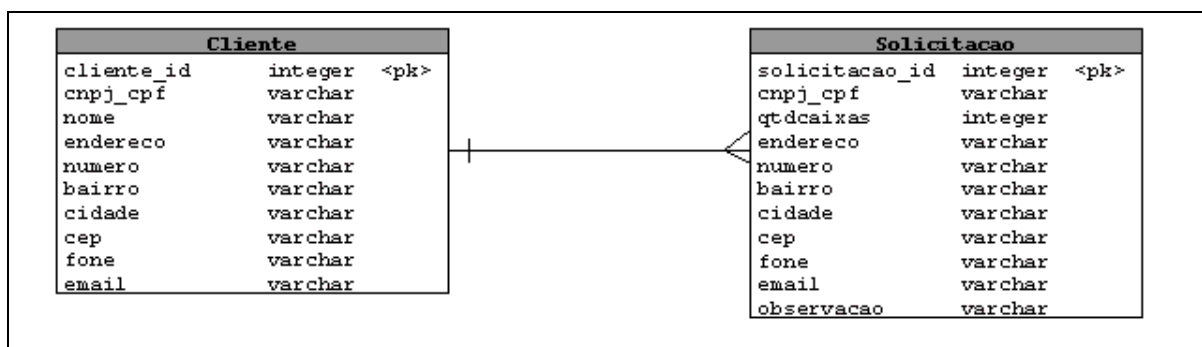 Cliente
cliente_id integer <pk>
cnpj_cpf varchar
nome varchar
endereco varchar
numero varchar
bairro varchar
cidade varchar
cep varchar
fone varchar
email varchar
Solicitacao
solicitacao_id integer <pk>
cnpj_cpf varchar
qtdcaixas integer
endereco varchar
numero varchar
bairro varchar
cidade varchar
cep varchar
fone varchar
email varchar
observacao varchar